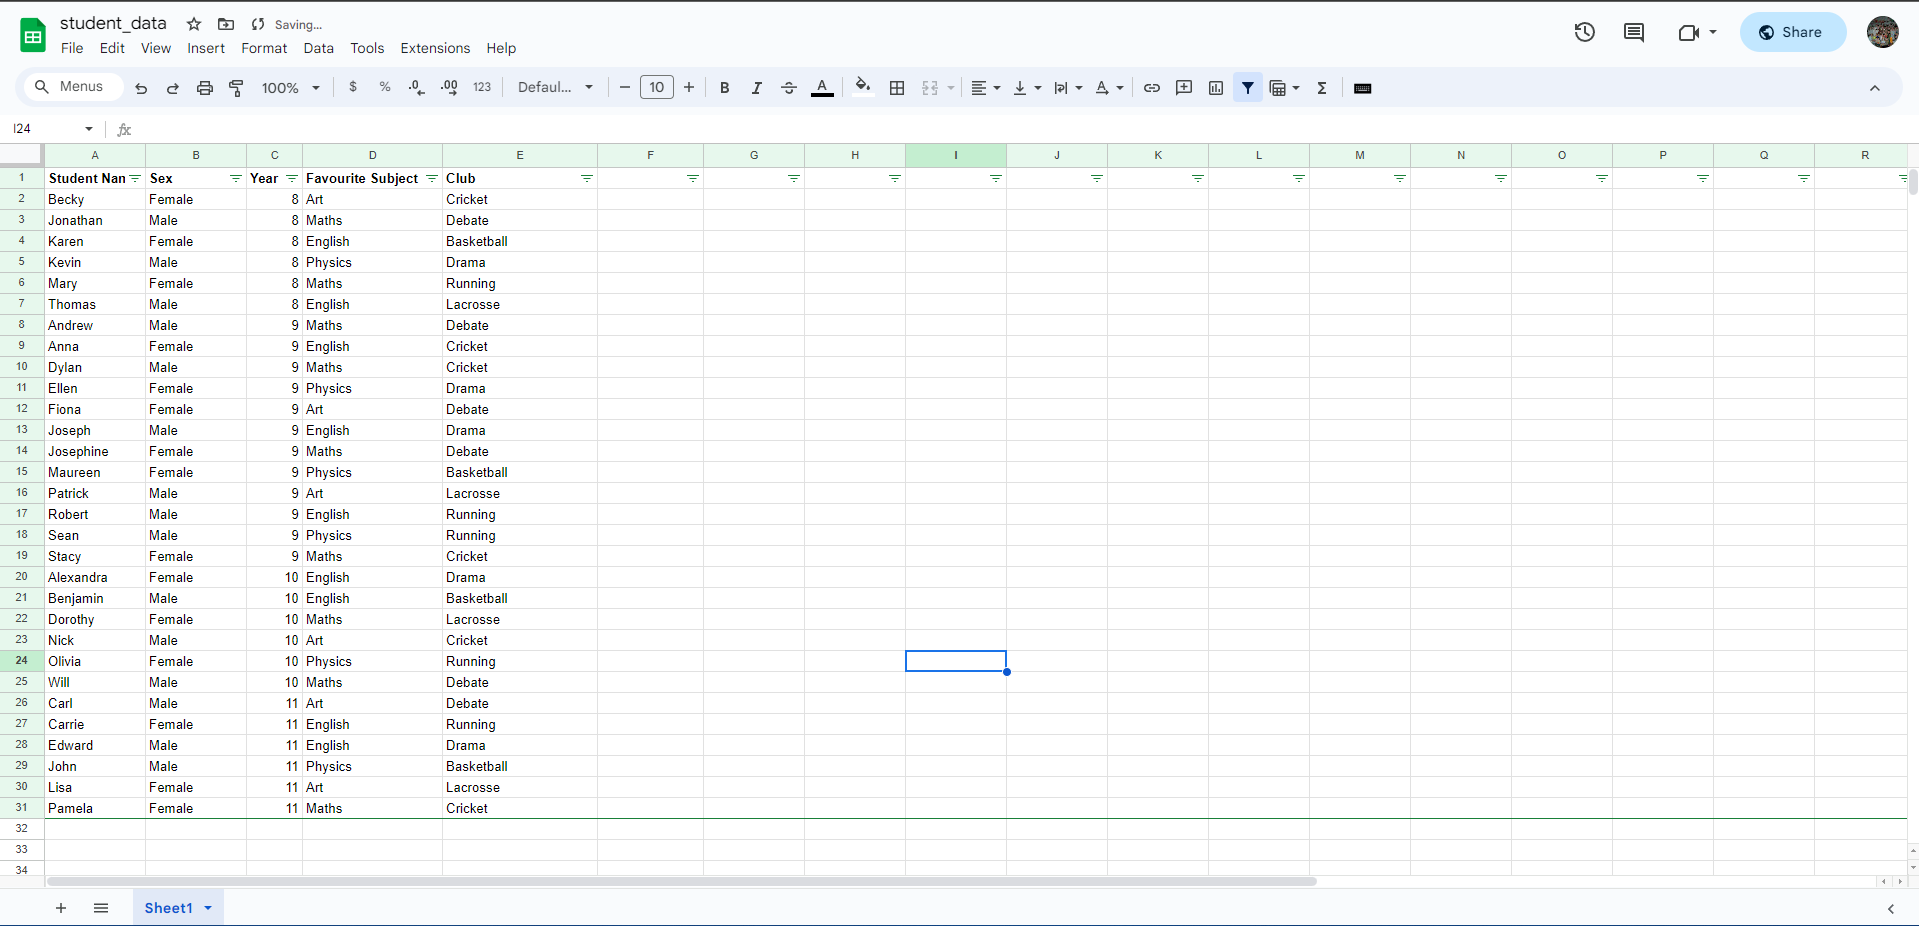 student_data Saving...
File Edit View Insert Format Data Tools Extensions Help
Share
Menus 100% $ % .0 .00 123 Defaul... − 10 + B I A Σ
I24 fx
A B C D E F G H I J K L M N O P Q R
1 Student Nan Sex Year Favourite Subject Club
2 Becky Female 8 Art Cricket
3 Jonathan Male 8 Maths Debate
4 Karen Female 8 English Basketball
5 Kevin Male 8 Physics Drama
6 Mary Female 8 Maths Running
7 Thomas Male 8 English Lacrosse
8 Andrew Male 9 Maths Debate
9 Anna Female 9 English Cricket
10 Dylan Male 9 Maths Cricket
11 Ellen Female 9 Physics Drama
12 Fiona Female 9 Art Debate
13 Joseph Male 9 English Drama
14 Josephine Female 9 Maths Debate
15 Maureen Female 9 Physics Basketball
16 Patrick Male 9 Art Lacrosse
17 Robert Male 9 English Running
18 Sean Male 9 Physics Running
19 Stacy Female 9 Maths Cricket
20 Alexandra Female 10 English Drama
21 Benjamin Male 10 English Basketball
22 Dorothy Female 10 Maths Lacrosse
23 Nick Male 10 Art Cricket
24 Olivia Female 10 Physics Running
25 Will Male 10 Maths Debate
26 Carl Male 11 Art Debate
27 Carrie Female 11 English Running
28 Edward Male 11 English Drama
29 John Male 11 Physics Basketball
30 Lisa Female 11 Art Lacrosse
31 Pamela Female 11 Maths Cricket
32
33
34
Sheet1